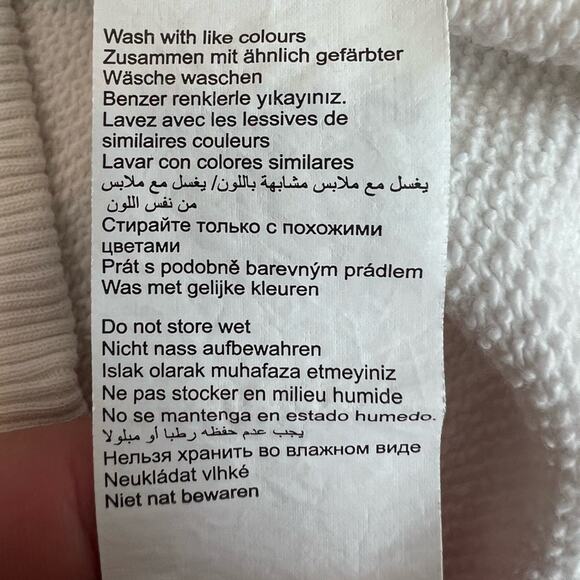 Wash with like colours
Zusammen mit ähnlich gefärbter
Wäsche waschen
Benzer renklerle yıkayınız.
Lavez avec les lessives de
similaires couleurs
Lavar con colores similares
يغسل مع ملابس مشابهة باللون/ يغسل مع ملابس
من نفس اللون
Стирайте только с похожими
цветами
Prát s podobně barevným prádlem
Was met gelijke kleuren
Do not store wet
Nicht nass aufbewahren
Islak olarak muhafaza etmeyiniz
Ne pas stocker en milieu humide
No se mantenga en estado humedo.
يجب عدم حفظه رطبا أو مبلولا
Нельзя хранить во влажном виде
Neukládat vlhké
Niet nat bewaren